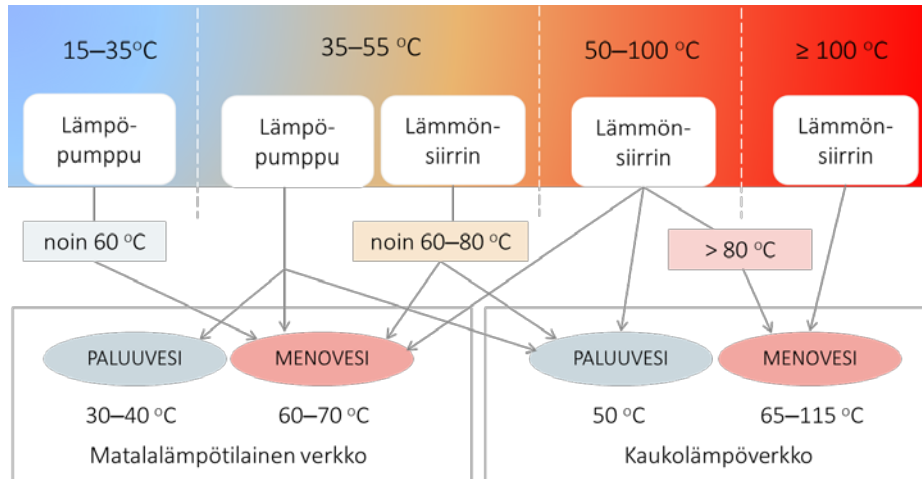 15–35°C
35–55 °C
50–100 °C
≥ 100 °C
Lämpö-
pumppu
Lämpö-
pumppu
Lämmön-
siirrin
Lämmön-
siirrin
Lämmön-
siirrin
noin 60 °C
noin 60–80 °C
> 80 °C
PALUUVESI
MENOVESI
PALUUVESI
MENOVESI
30–40 °C
60–70 °C
50 °C
65–115 °C
Matalalämpötilainen verkko
Kaukolämpöverkko